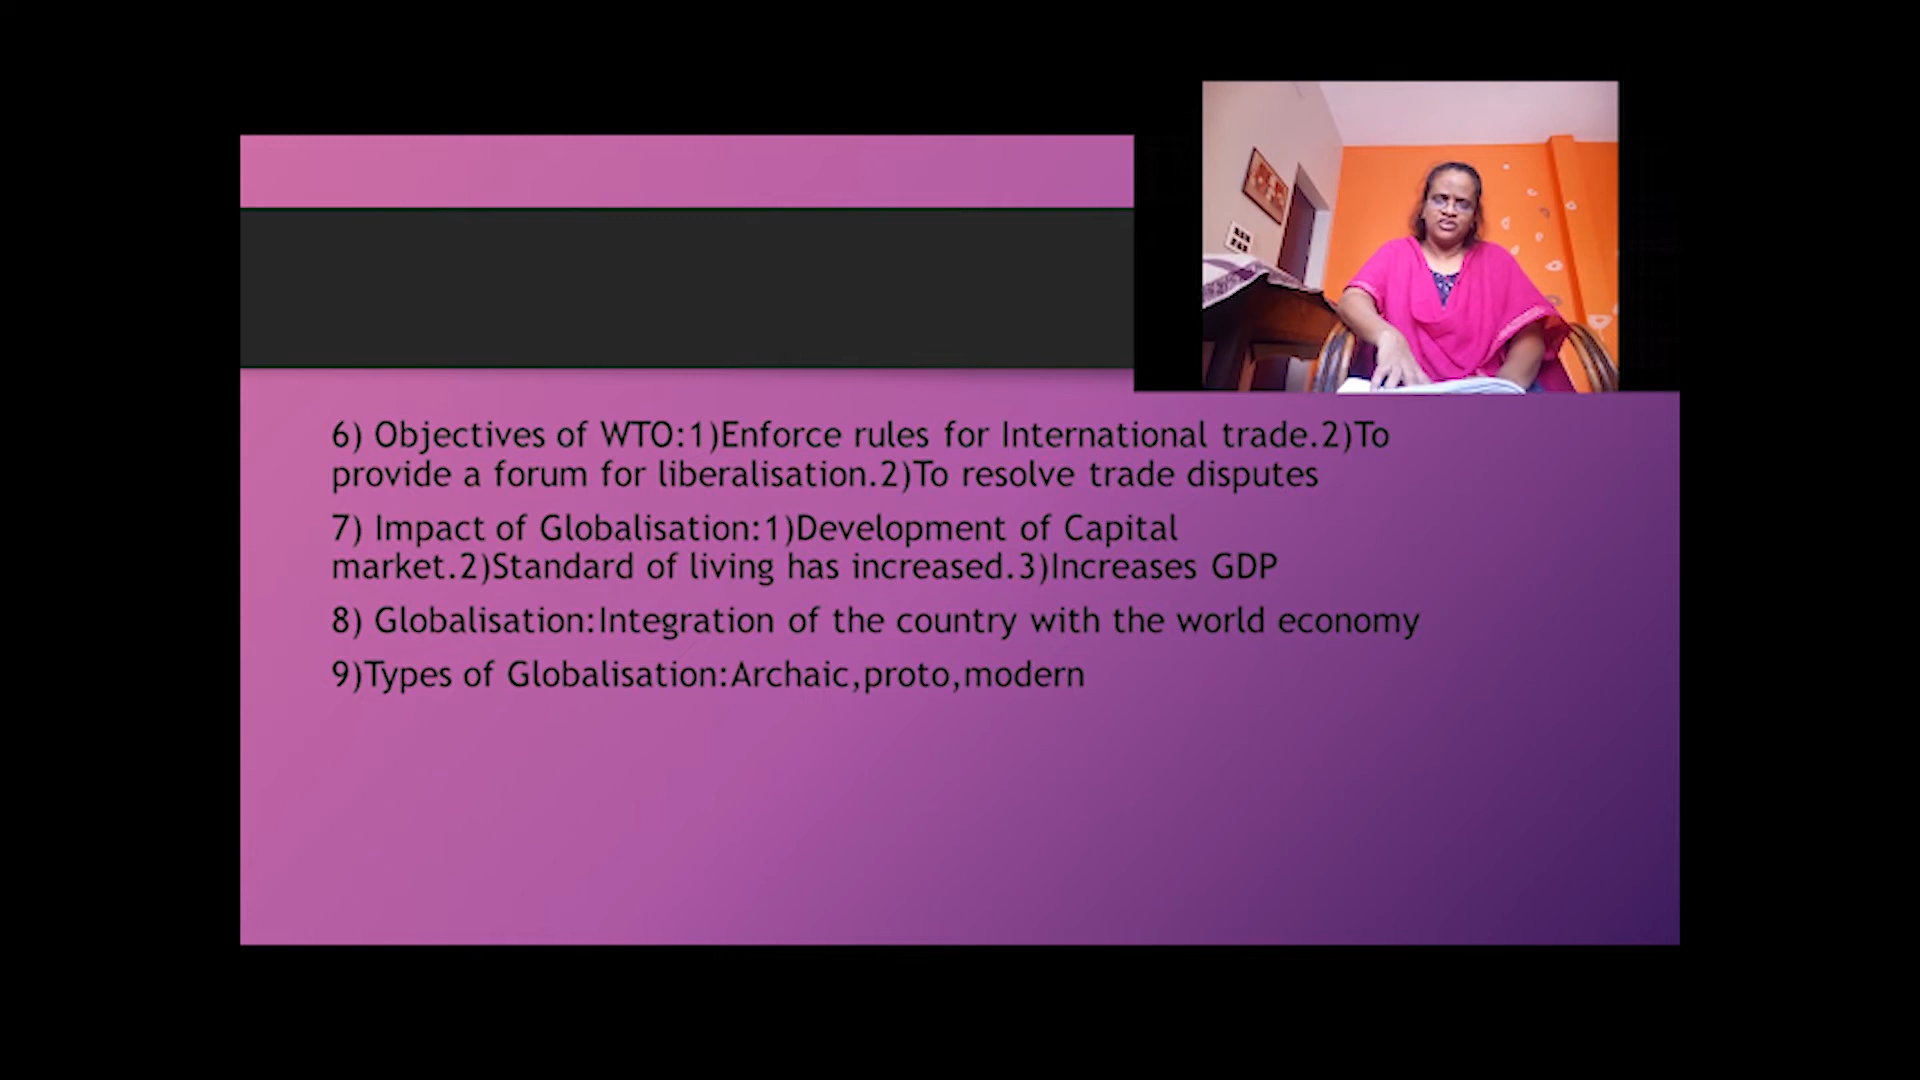 6) Objectives of WTO:1)Enforce rules for International trade.2)To
provide a forum for liberalisation.2)To resolve trade disputes
7) Impact of Globalisation:1)Development of Capital
market.2)Standard of living has increased.3)Increases GDP
8) Globalisation:Integration of the country with the world economy
9)Types of Globalisation:Archaic,proto,modern